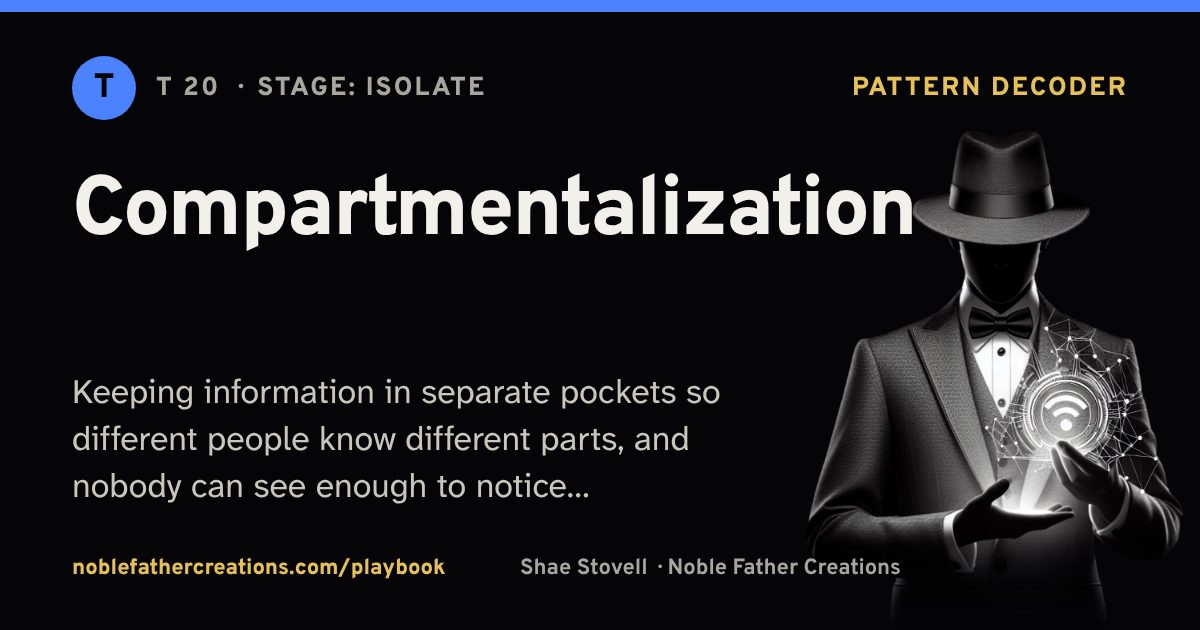 T
T 20 · STAGE: ISOLATE
PATTERN DECODER
Compartmentalization
Keeping information in separate pockets so
different people know different parts, and
nobody can see enough to notice...
noblefathercreations.com/playbook
Shae Stovell · Noble Father Creations